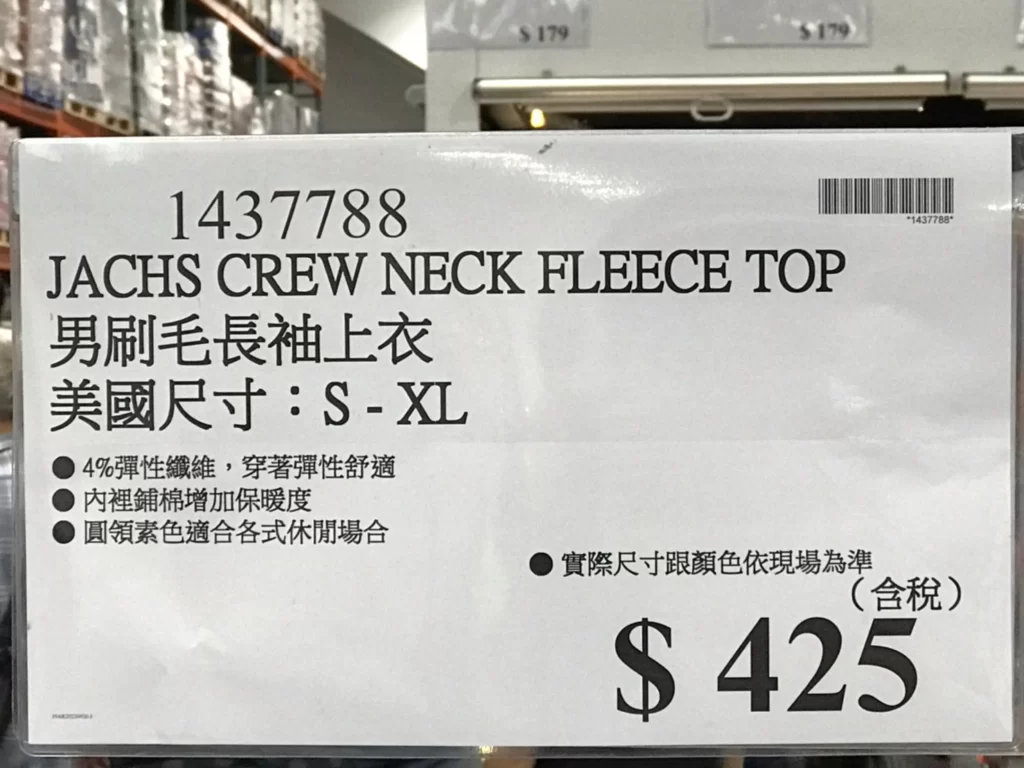 $ 179
$ 179
1437788
*1437788*
JACHS CREW NECK FLEECE TOP
男刷毛長袖上衣
美國尺寸：S - XL
● 4%彈性纖維，穿著彈性舒適
● 內裡鋪棉增加保暖度
● 圓領素色適合各式休閒場合
● 實際尺寸跟顏色依現場為準
（含稅）
$ 425